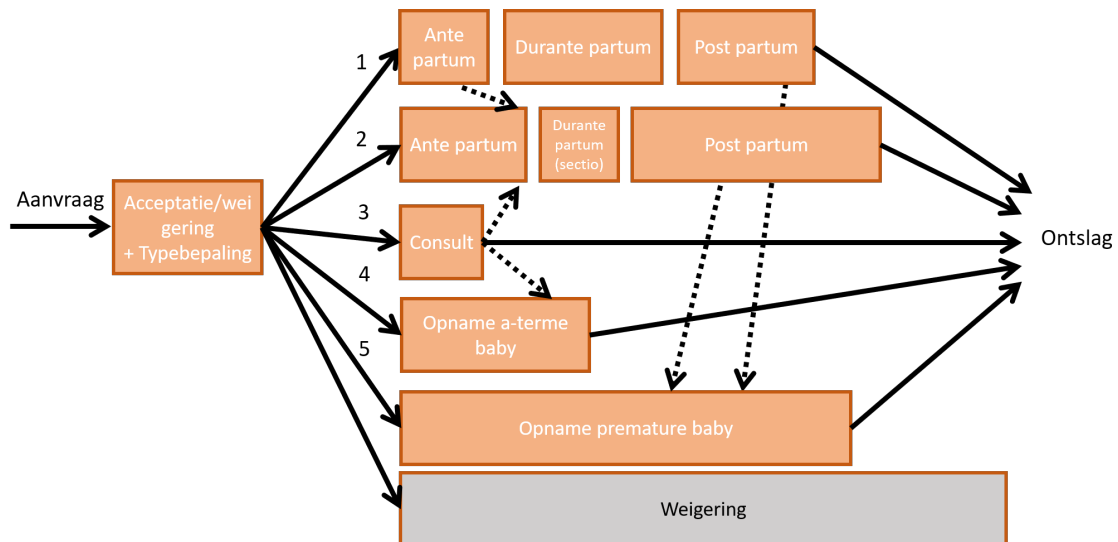 Aanvraag
Acceptatie/wei
gering
+ Typebepaling
1
Ante
partum
Durante partum
Post partum
2
Ante partum
Durante
partum
(sectio)
Post partum
3
Consult
4
Opname a-terme
baby
5
Opname premature baby
Weigering
Ontslag